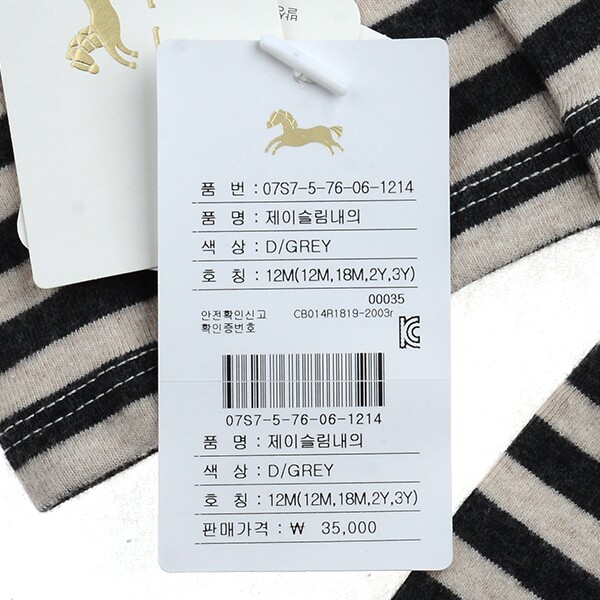 품 번 : 07S7-5-76-06-1214
품 명 : 제이슬림내의
색 상 : D/GREY
호 칭 : 12M(12M,18M,2Y,3Y)
00035
안전확인신고 CB014R1819-2003r
확인증번호
07S7-5-76-06-1214
품 명 : 제이슬림내의
색 상 : D/GREY
호 칭 : 12M(12M,18M,2Y,3Y)
판매가격 : ₩ 35,000